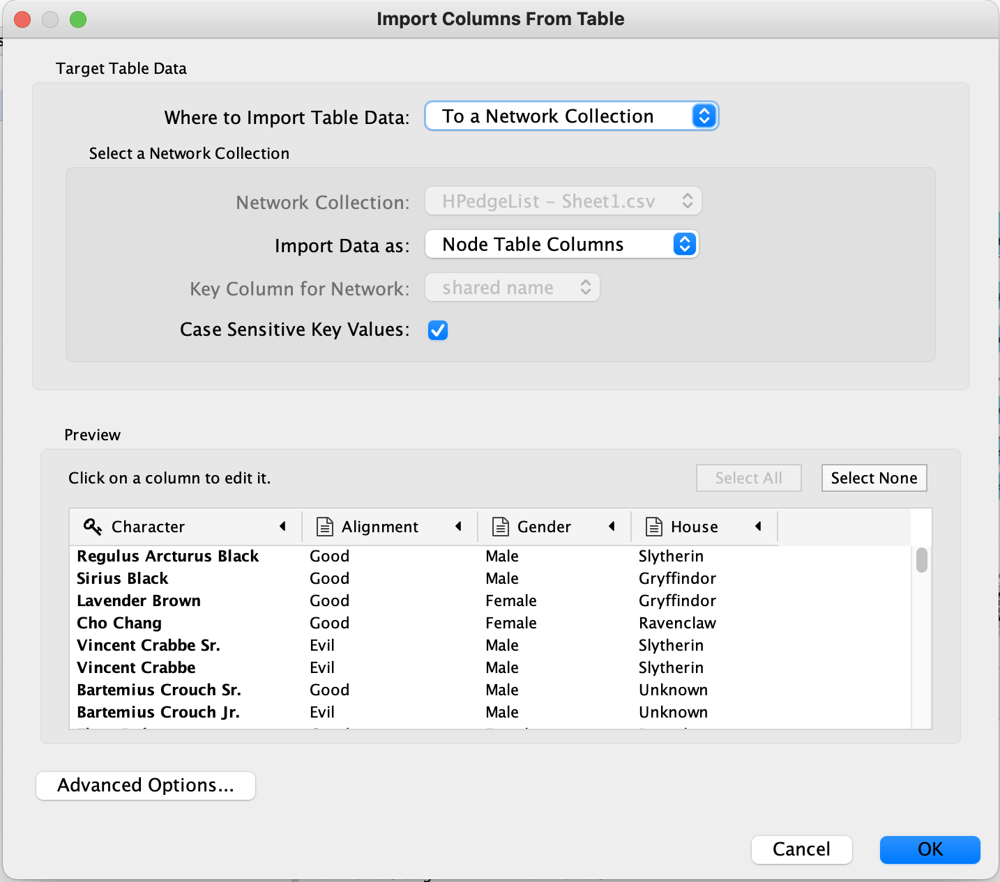 Import Columns From Table
Target Table Data
Where to Import Table Data: To a Network Collection
Select a Network Collection
Network Collection: HPedgeList – Sheet1.csv
Import Data as: Node Table Columns
Key Column for Network: shared name
Case Sensitive Key Values:
Preview
Click on a column to edit it. Select All Select None
Character Alignment Gender House
Regulus Arcturus Black Good Male Slytherin
Sirius Black Good Male Gryffindor
Lavender Brown Good Female Gryffindor
Cho Chang Good Female Ravenclaw
Vincent Crabbe Sr. Evil Male Slytherin
Vincent Crabbe Evil Male Slytherin
Bartemius Crouch Sr. Good Male Unknown
Bartemius Crouch Jr. Evil Male Unknown
Advanced Options...
Cancel OK